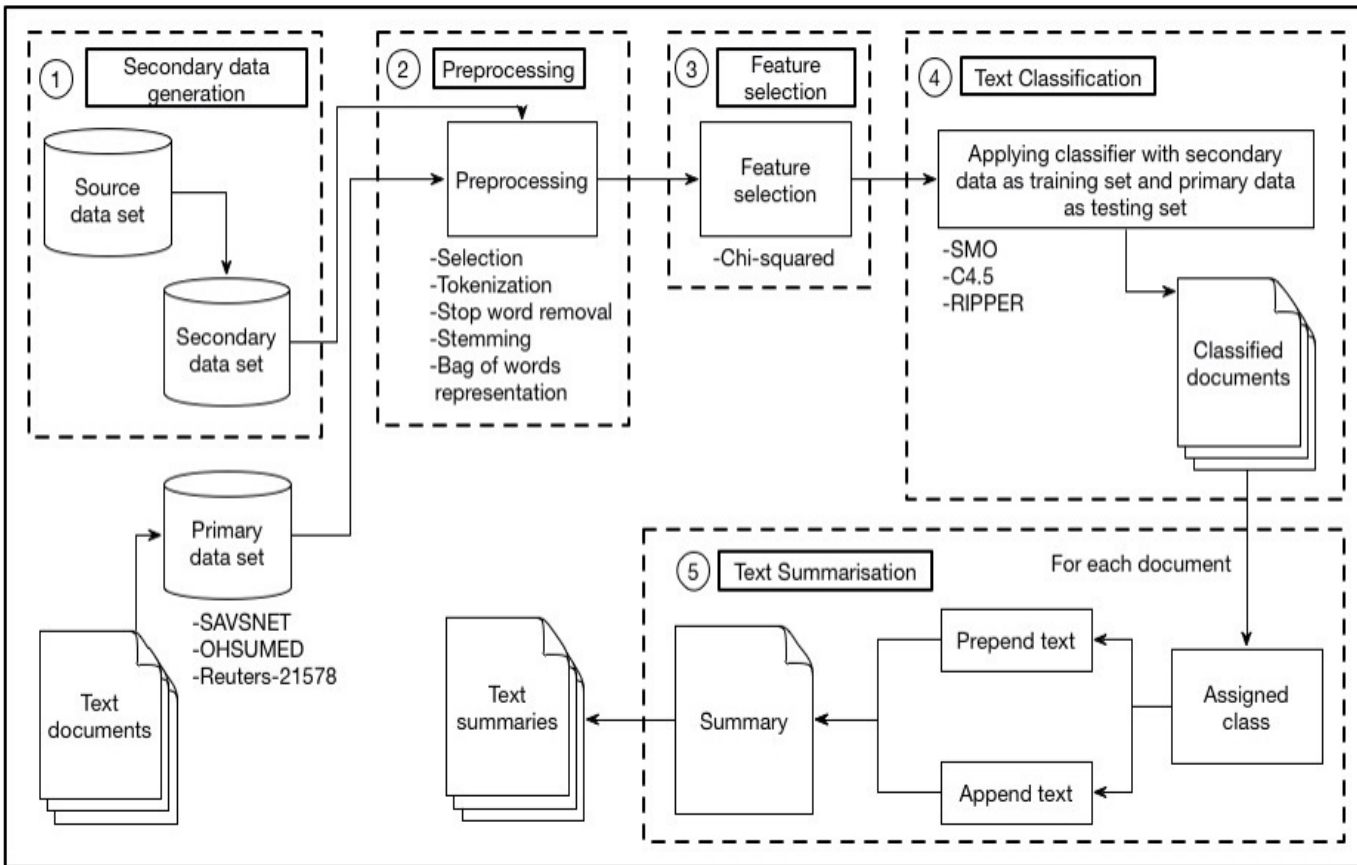 1
Secondary data
generation
Source
data set
Secondary
data set
2
Preprocessing
Preprocessing
-Selection
-Tokenization
-Stop word removal
-Stemming
-Bag of words
representation
3
Feature
selection
Feature
selection
-Chi-squared
4
Text Classification
Applying classifier with secondary
data as training set and primary data
as testing set
-SMO
-C4.5
-RIPPER
Classified
documents
Primary
data set
-SAVSNET
-OHSUMED
-Reuters-21578
Text
documents
5
Text Summarisation
For each document
Assigned
class
Prepend text
Append text
Summary
Text
summaries